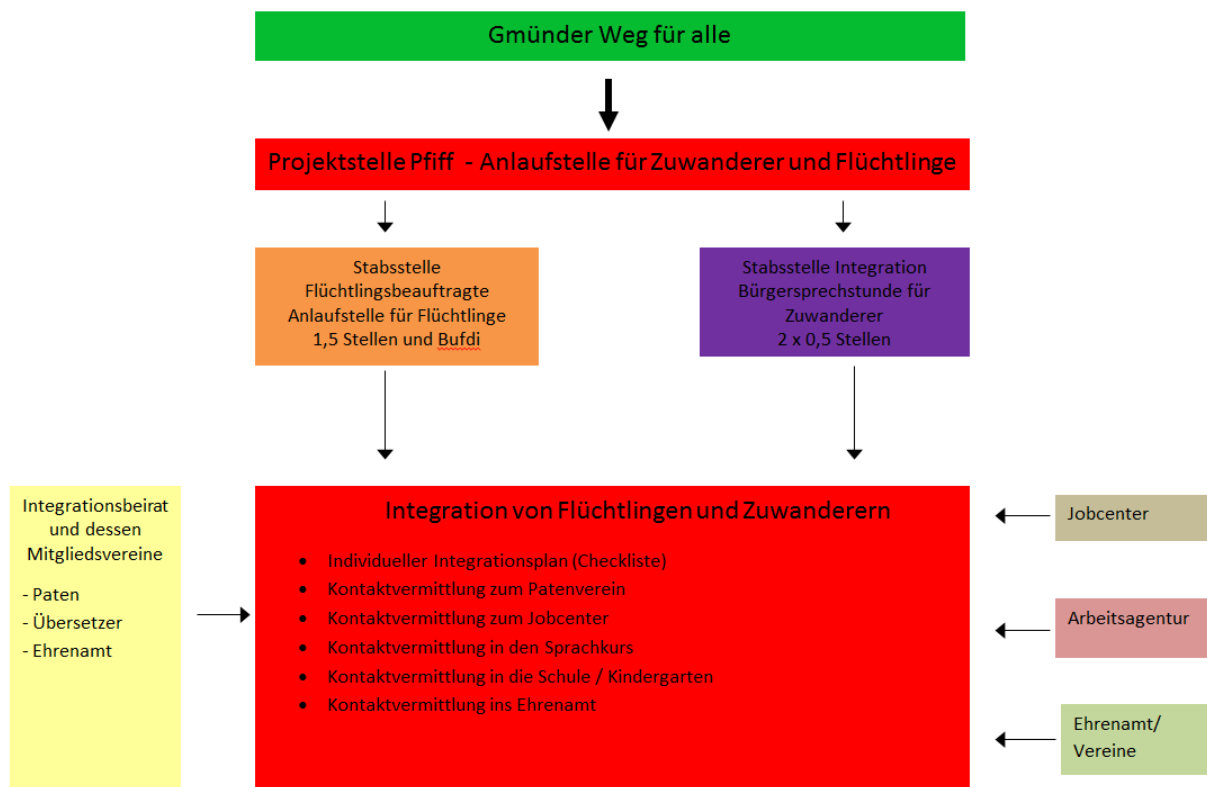 Gmünder Weg für alle
Projektstelle Pfiff - Anlaufstelle für Zuwanderer und Flüchtlinge
Stabsstelle
Flüchtlingsbeauftragte
Anlaufstelle für Flüchtlinge
1,5 Stellen und Bufdi
Stabsstelle Integration
Bürgersprechstunde für
Zuwanderer
2 x 0,5 Stellen
Integrationsbeirat
und dessen
Mitgliedsvereine
- Paten
- Übersetzer
- Ehrenamt
Integration von Flüchtlingen und Zuwanderern
• Individueller Integrationsplan (Checkliste)
• Kontaktvermittlung zum Patenverein
• Kontaktvermittlung zum Jobcenter
• Kontaktvermittlung in den Sprachkurs
• Kontaktvermittlung in die Schule / Kindergarten
• Kontaktvermittlung ins Ehrenamt
Jobcenter
Arbeitsagentur
Ehrenamt/
Vereine